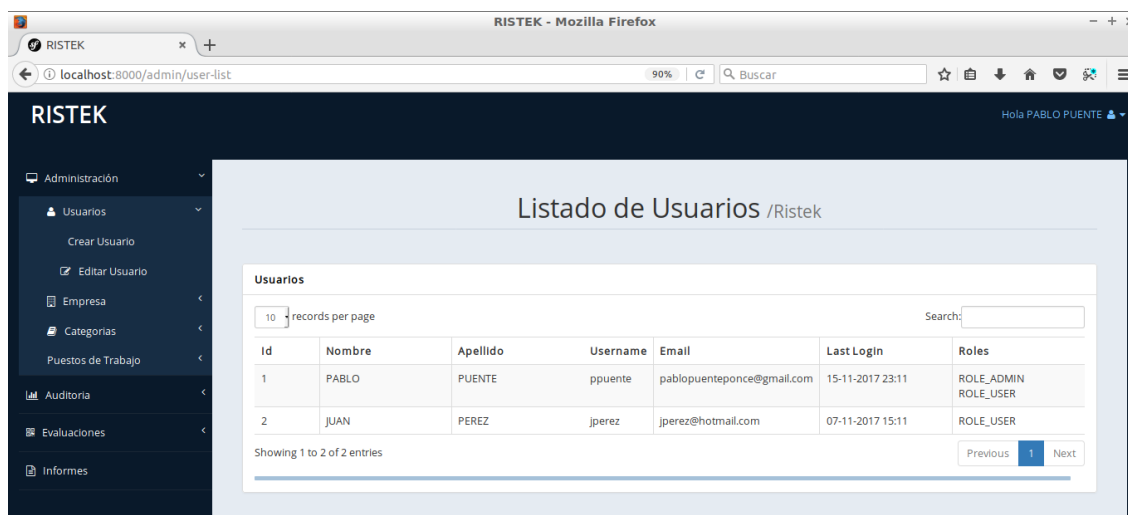 RISTEK - Mozilla Firefox
RISTEK
localhost:8000/admin/user-list
90%
Buscar
RISTEK
Hola PABLO PUENTE
Administración
Usuarios
Crear Usuario
Editar Usuario
Empresa
Categorias
Puestos de Trabajo
Auditoria
Evaluaciones
Informes
Listado de Usuarios /Ristek
Usuarios
10 records per page
Search:
Id Nombre Apellido Username Email Last Login Roles
1 PABLO PUENTE ppuente pablopuenteponce@gmail.com 15-11-2017 23:11 ROLE_ADMIN
ROLE_USER
2 JUAN PEREZ jperez jperez@hotmail.com 07-11-2017 15:11 ROLE_USER
Showing 1 to 2 of 2 entries
Previous 1 Next